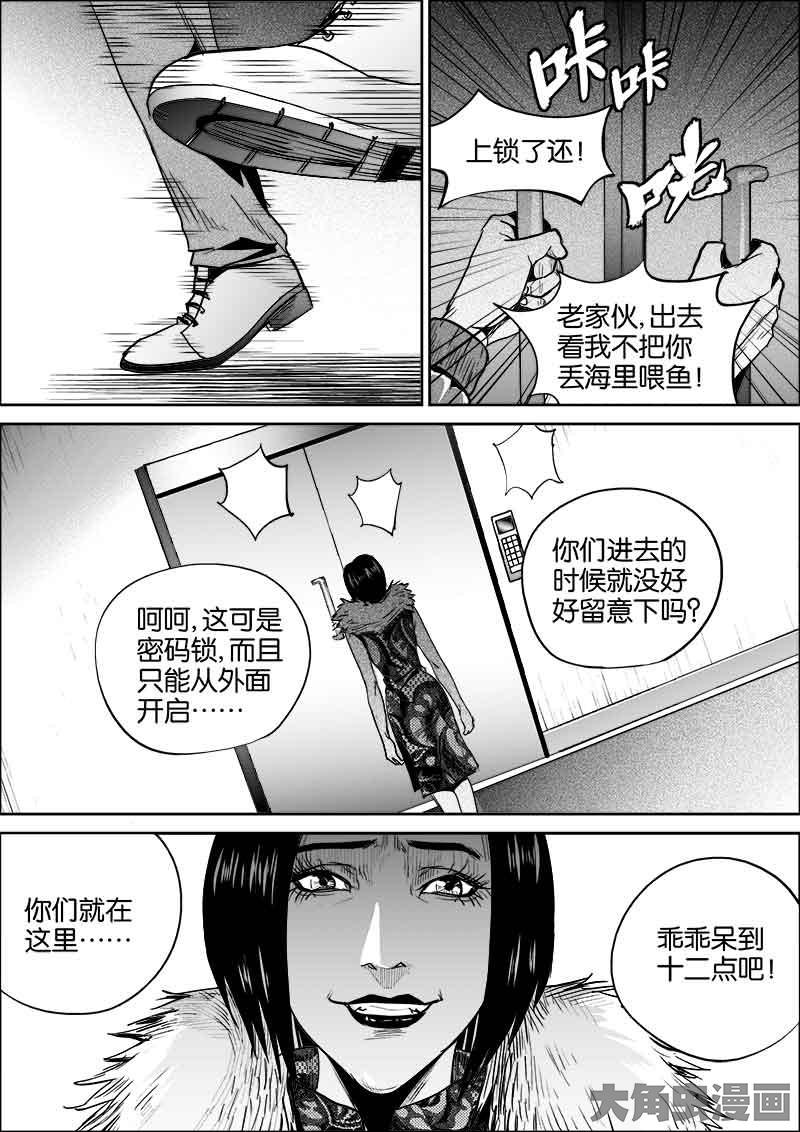 咔
咔
咣
上锁了还!
老家伙,出去
看我不把你
丢海里喂鱼!
呵呵,这可是
密码锁,而且
只能从外面
开启……
你们进去的
时候就没好
好留意下吗?
你们就在
这里……
乖乖呆到
十二点吧!
大角虫漫画